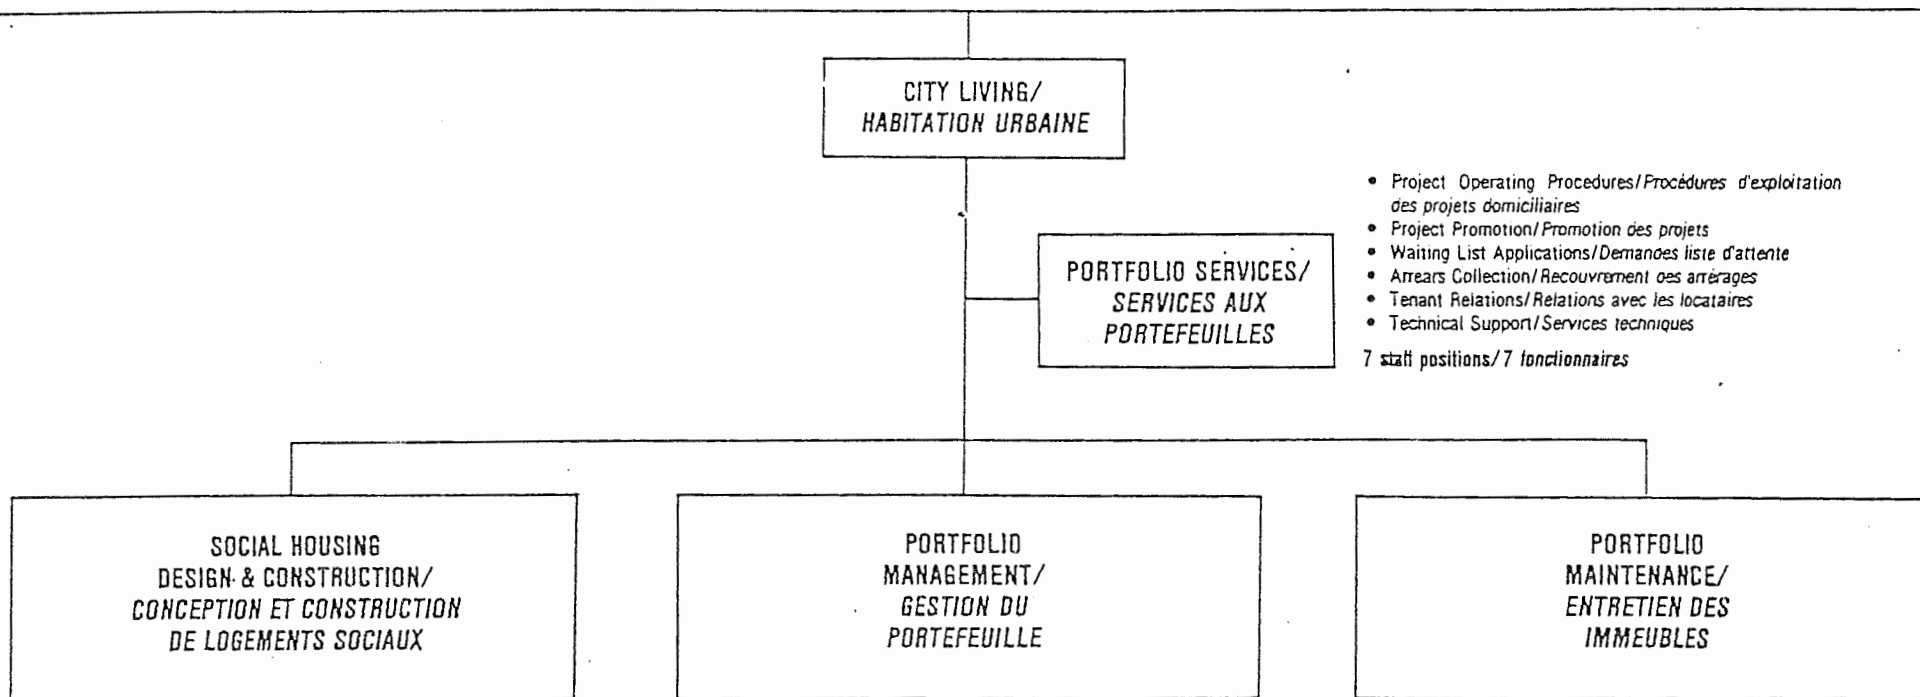 CITY LIVING/
HABITATION URBAINE
PORTFOLIO SERVICES/
SERVICES AUX
PORTEFEUILLES
• Project Operating Procedures/Procédures d'exploitation
des projets domiciliaires
• Project Promotion/Promotion des projets
• Waiting List Applications/Demandes liste d'attente
• Arrears Collection/Recouvrement des arrérages
• Tenant Relations/Relations avec les locataires
• Technical Support/Services techniques
7 staff positions/7 fonctionnaires
SOCIAL HOUSING
DESIGN & CONSTRUCTION/
CONCEPTION ET CONSTRUCTION
DE LOGEMENTS SOCIAUX
PORTFOLIO
MANAGEMENT/
GESTION DU
PORTEFEUILLE
PORTFOLIO
MAINTENANCE/
ENTRETIEN DES
IMMEUBLES